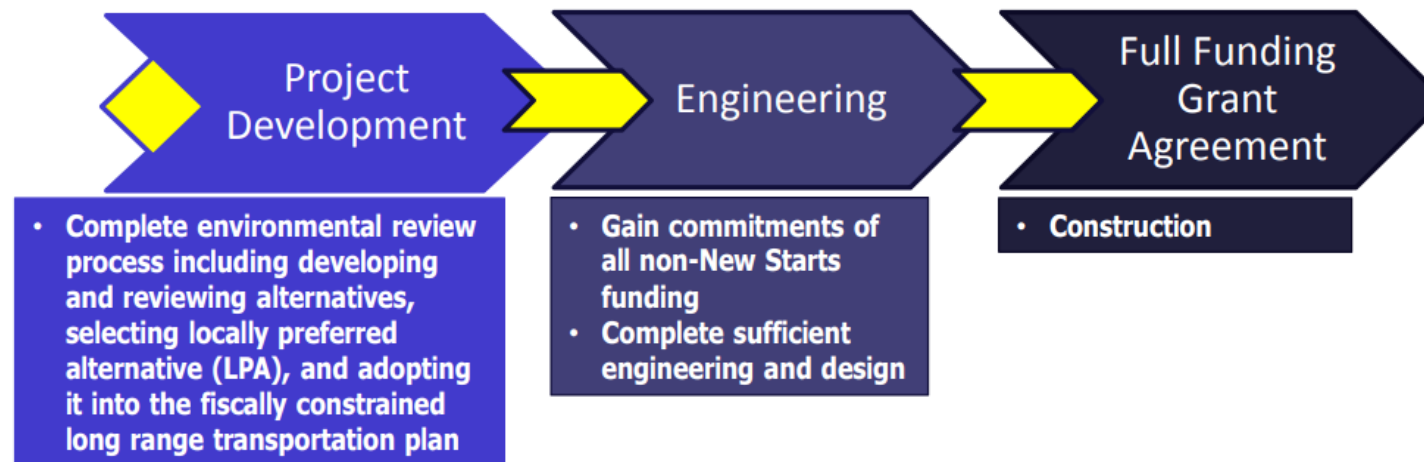 Project
Development
Engineering
Full Funding
Grant
Agreement
• Complete environmental review
process including developing
and reviewing alternatives,
selecting locally preferred
alternative (LPA), and adopting
it into the fiscally constrained
long range transportation plan
• Gain commitments of
all non-New Starts
funding
• Complete sufficient
engineering and design
• Construction